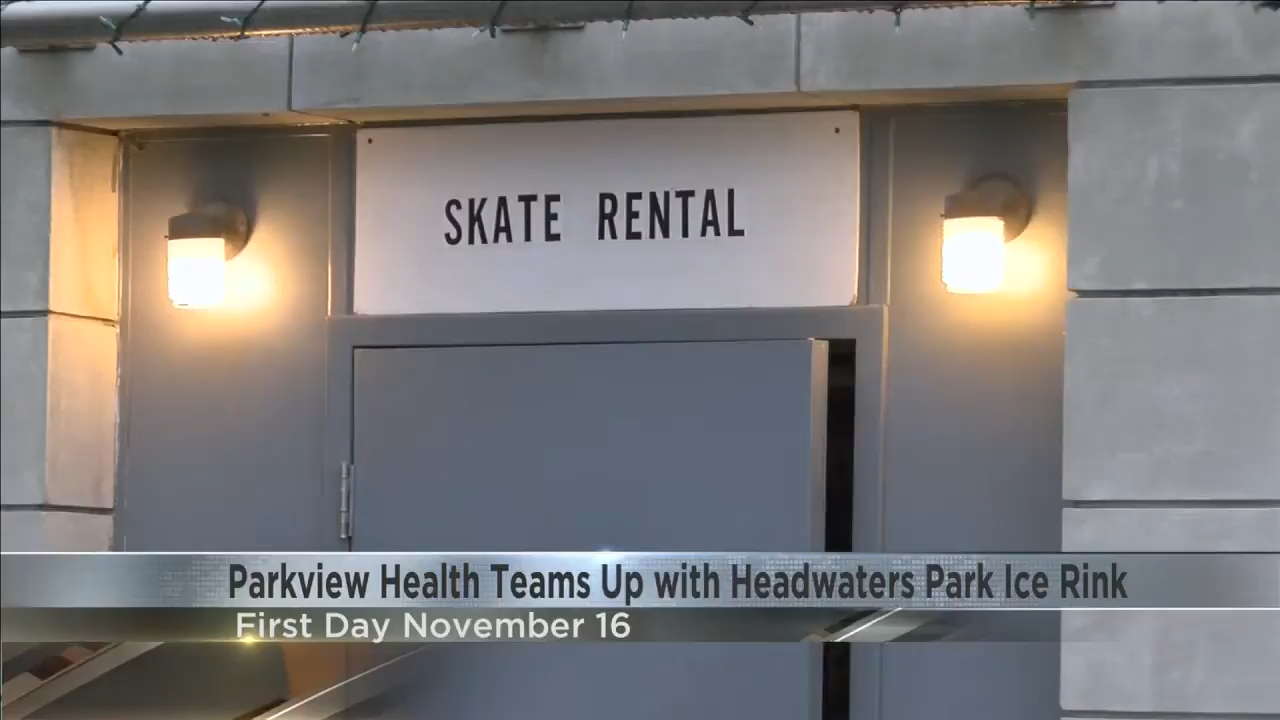 SKATE RENTAL
Parkview Health Teams Up with Headwaters Park Ice Rink
First Day November 16